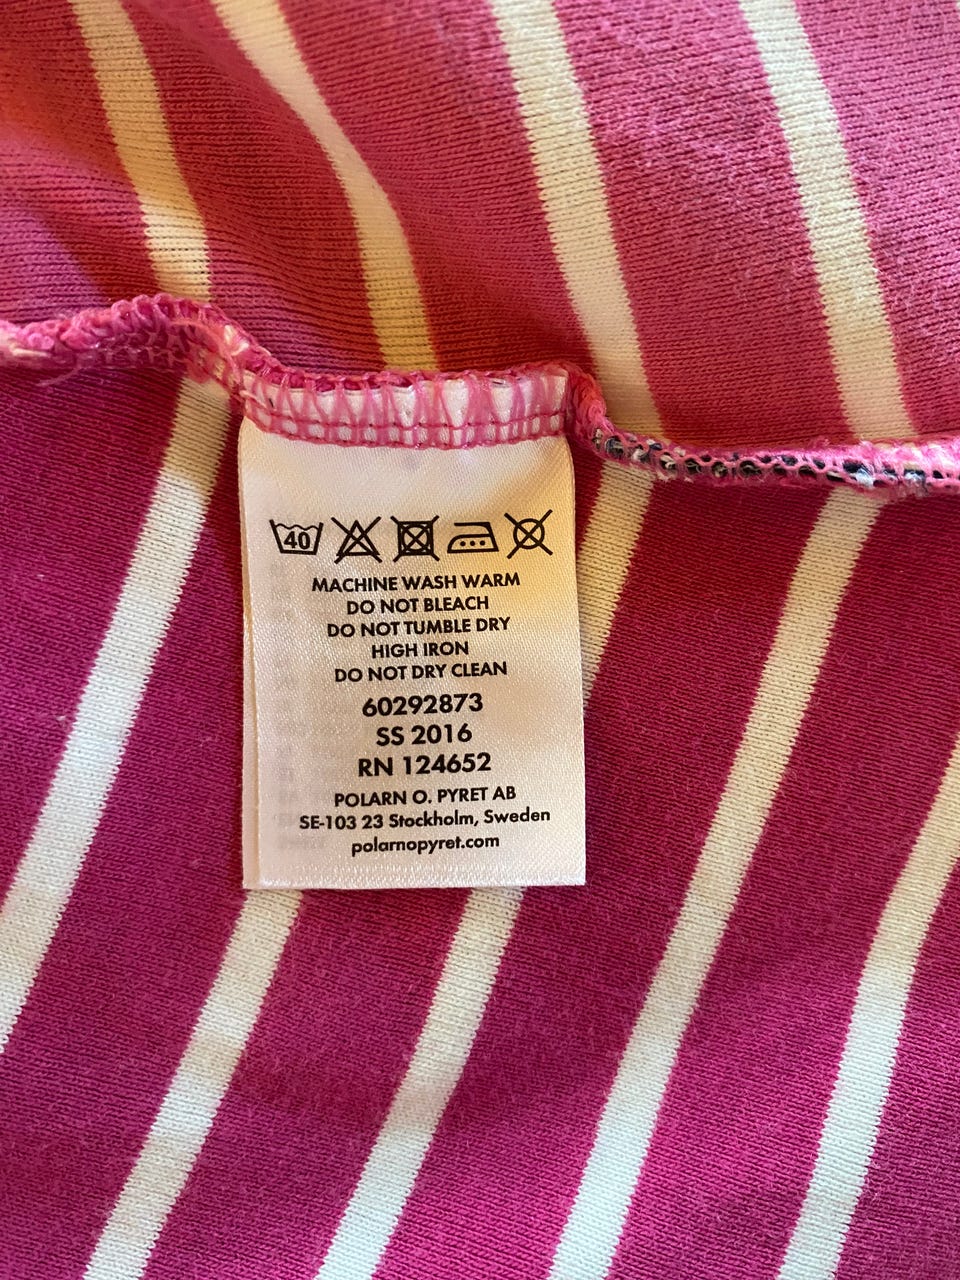 40
MACHINE WASH WARM
DO NOT BLEACH
DO NOT TUMBLE DRY
HIGH IRON
DO NOT DRY CLEAN
60292873
SS 2016
RN 124652
POLARN O. PYRET AB
SE-103 23 Stockholm, Sweden
polarnopyret.com